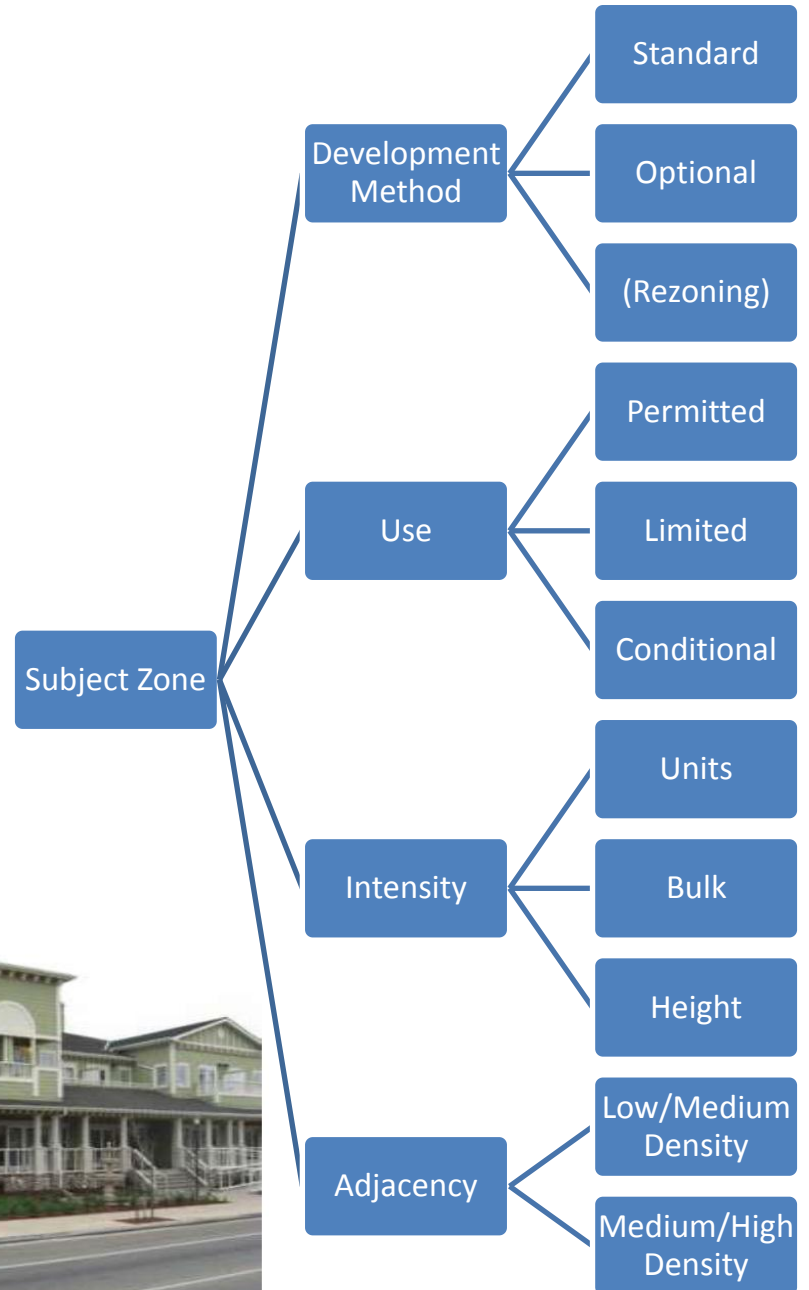 Subject Zone
Development
Method
Standard
Optional
(Rezoning)
Use
Permitted
Limited
Conditional
Intensity
Units
Bulk
Height
Adjacency
Low/Medium
Density
Medium/High
Density